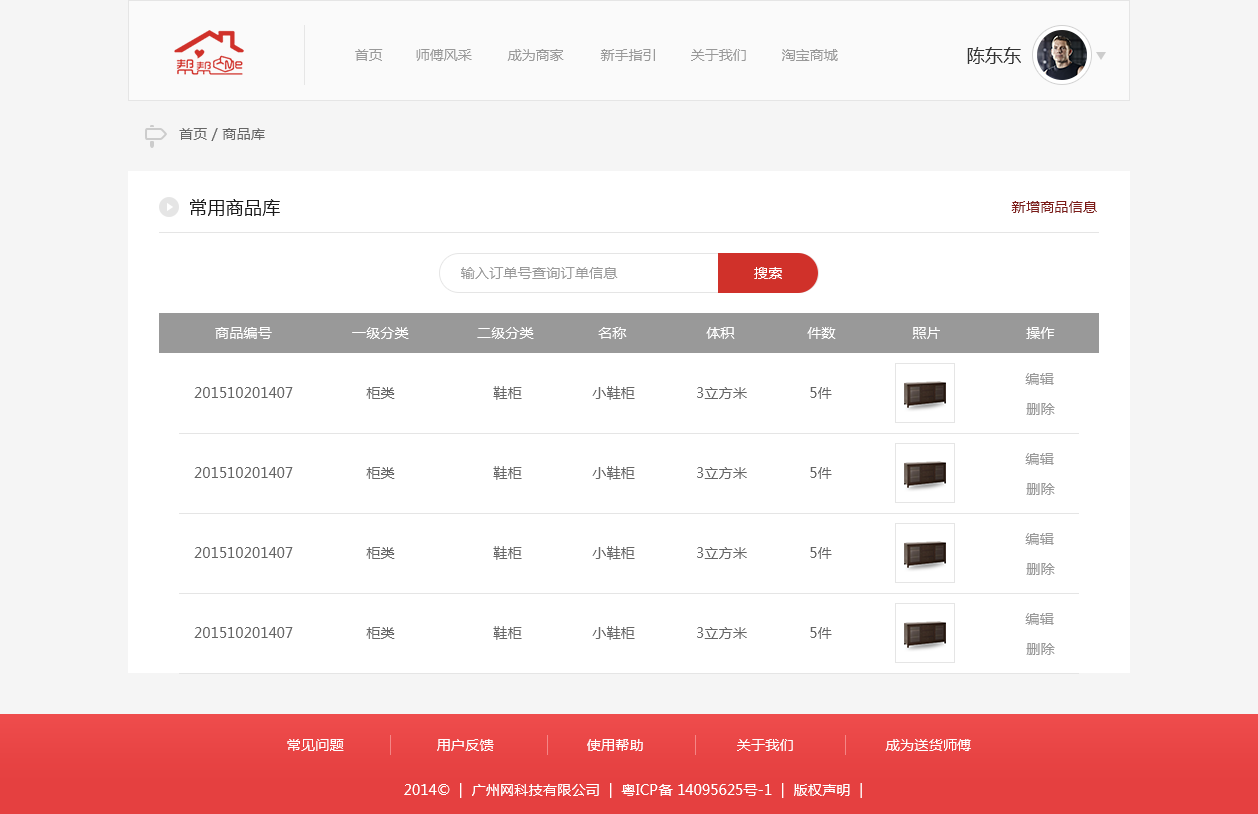 帮帮Me
首页 师傅风采 成为商家 新手指引 关于我们 淘宝商城 陈东东
首页 / 商品库
常用商品库 新增商品信息
输入订单号查询订单信息 搜索
商品编号 一级分类 二级分类 名称 体积 件数 照片 操作
201510201407 柜类 鞋柜 小鞋柜 3立方米 5件 编辑
删除
201510201407 柜类 鞋柜 小鞋柜 3立方米 5件 编辑
删除
201510201407 柜类 鞋柜 小鞋柜 3立方米 5件 编辑
删除
201510201407 柜类 鞋柜 小鞋柜 3立方米 5件 编辑
删除
常见问题 用户反馈 使用帮助 关于我们 成为送货师傅
2014© | 广州网科技有限公司 | 粤ICP备 14095625号-1 | 版权声明 |